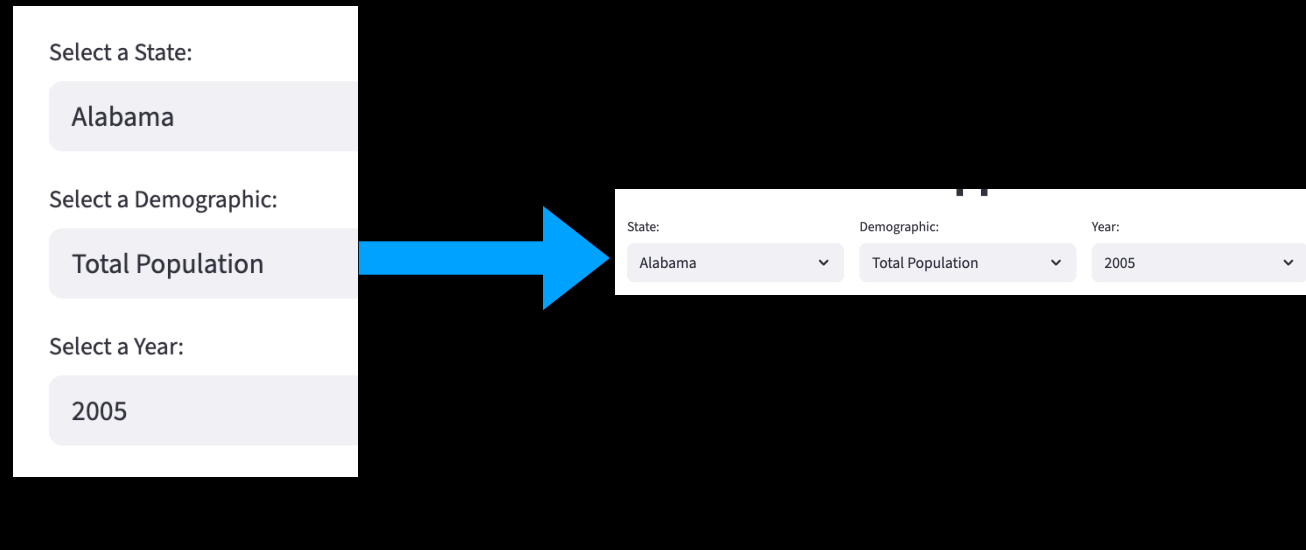 Select a State:
Alabama
Select a Demographic:
Total Population
Select a Year:
2005
State: Demographic: Year:
Alabama Total Population 2005